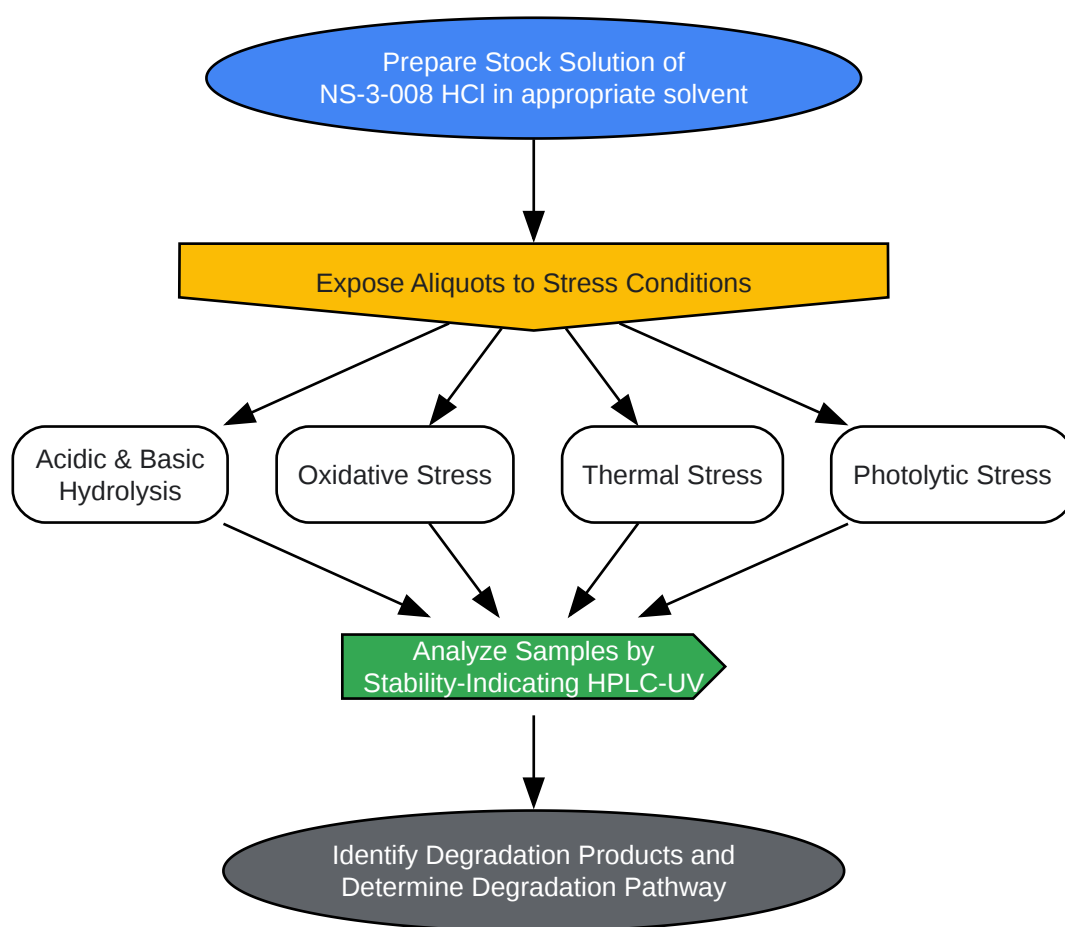 Prepare Stock Solution of
NS-3-008 HCl in appropriate solvent
Expose Aliquots to Stress Conditions
Acidic & Basic
Hydrolysis
Oxidative Stress
Thermal Stress
Photolytic Stress
Analyze Samples by
Stability-Indicating HPLC-UV
Identify Degradation Products and
Determine Degradation Pathway